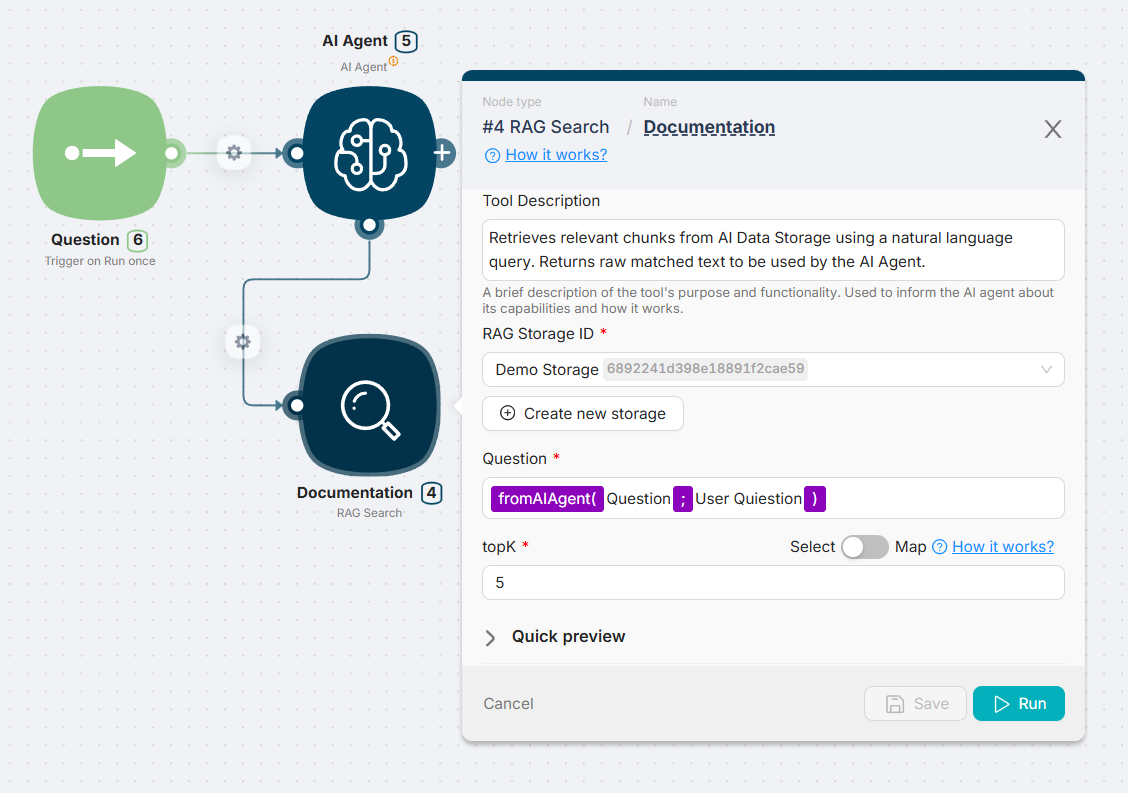 AI Agent 5
AI Agent
Question 6
Trigger on Run once
Documentation 4
RAG Search
Node type
Name
#4 RAG Search / Documentation
How it works?
Tool Description
Retrieves relevant chunks from AI Data Storage using a natural language
query. Returns raw matched text to be used by the AI Agent.
A brief description of the tool's purpose and functionality. Used to inform the AI agent about
its capabilities and how it works.
RAG Storage ID *
Demo Storage 6892241d398e18891f2cae59
Create new storage
Question *
fromAIAgent( Question ; User Quiestion )
topK *
Select Map How it works?
5
Quick preview
Cancel
Save
Run